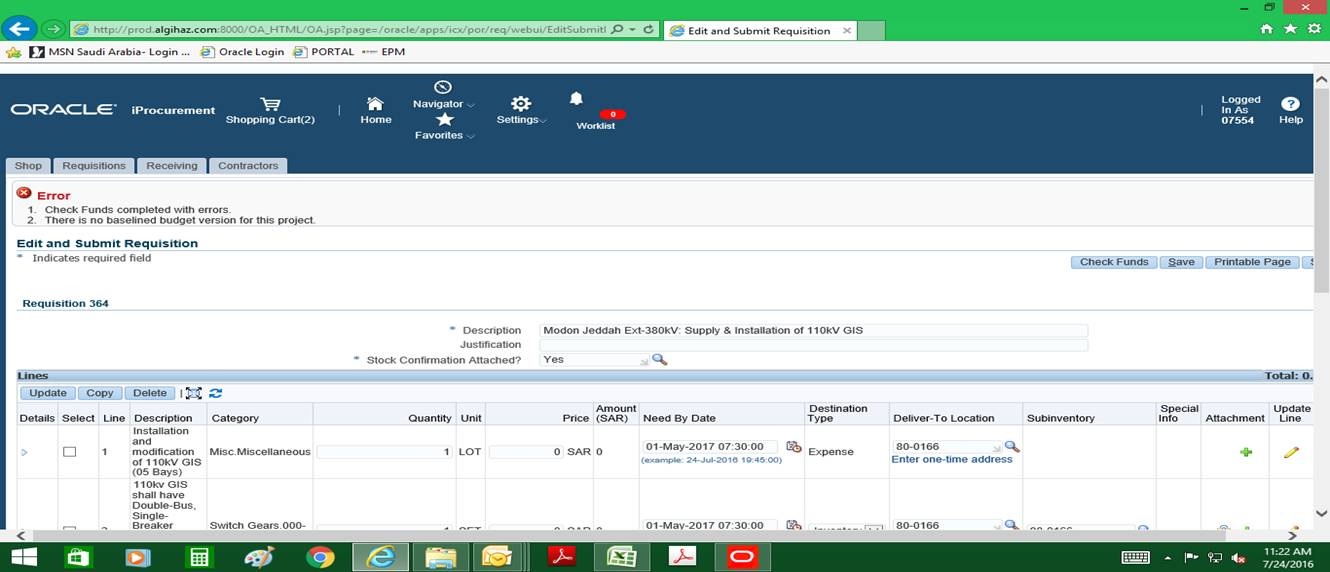 http://prod.algihaz.com:8000/OA_HTML/OA.jsp?page=/oracle/apps/icx/por/req/webui/EditSubmitl
Edit and Submit Requisition
MSN Saudi Arabia- Login ... Oracle Login PORTAL EPM
ORACLE iProcurement
Shopping Cart(2)
Home
Navigator
Favorites
Settings
0
Worklist
Logged
In As
07554
Help
Shop Requisitions Receiving Contractors
Error
1. Check Funds completed with errors.
2. There is no baselined budget version for this project.
Edit and Submit Requisition
* Indicates required field
Check Funds Save Printable Page S
Requisition 364
* Description Modon Jeddah Ext-380kV: Supply & Installation of 110kV GIS
Justification
* Stock Confirmation Attached? Yes
Lines Total: 0.
Update Copy Delete
Details Select Line Description Category Quantity Unit Price Amount (SAR) Need By Date Destination Type Deliver-To Location Subinventory Special Info Attachment Update Line
Installation
and
modification
of 110kV GIS
(05 Bays)
1 Misc.Miscellaneous 1 LOT 0 SAR 0 01-May-2017 07:30:00 Expense 80-0166
(example: 24-Jul-2016 19:45:00) Enter one-time address
110kv GIS
shall have
Double-Bus,
Single-
Breaker
Switch Gears.000- 01-May-2017 07:30:00 80-0166
11:22 AM
7/24/2016